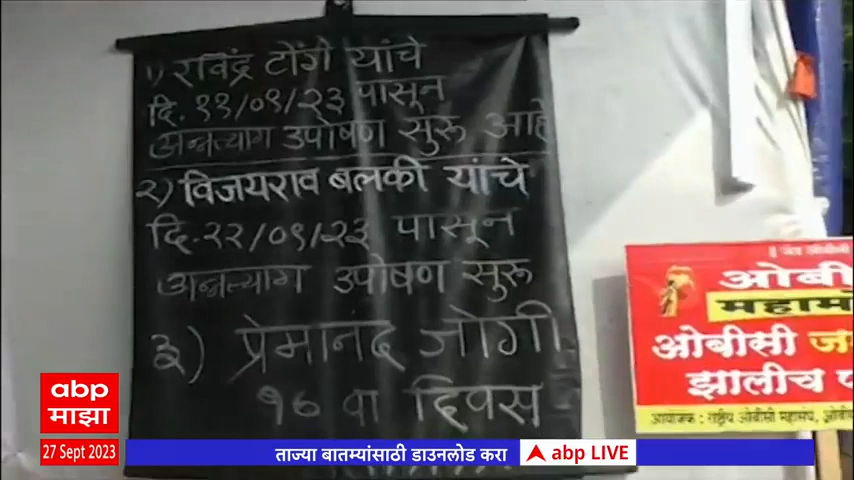 १) रविंद्र टोंगे यांचे
दि. ११/०९/२३ पासून
अन्नत्याग उपोषण सुरू आहे
२) विजयराव बलकी यांचे
दि. २२/०९/२३ पासून
अन्नत्याग उपोषण सुरू
३) प्रेमानंद जोगी
१७ वा दिवस
ओबी
महामो
ओबीसी ज
झालीच
आयोजक : राष्ट्रीय ओबीसी महासंघ,
abp
माझा
27 Sept 2023
ताज्या बातम्यांसाठी डाउनलोड करा
abp LIVE